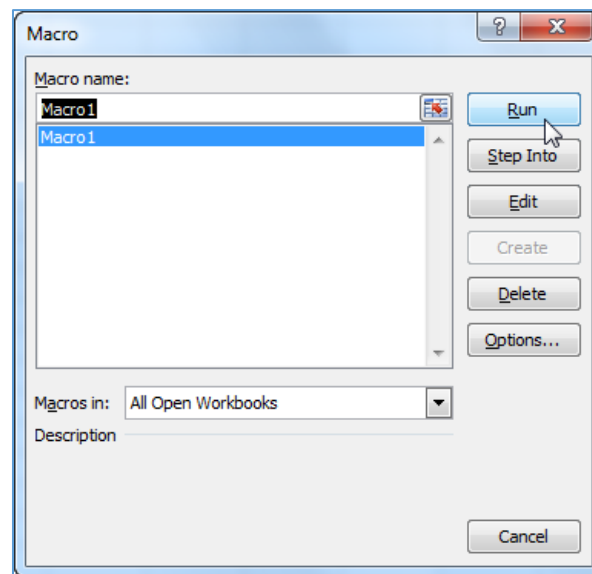 Macro
Macro name:
Macro1
Macro1
Run
Step Into
Edit
Create
Delete
Options...
Macros in: All Open Workbooks
Description
Cancel